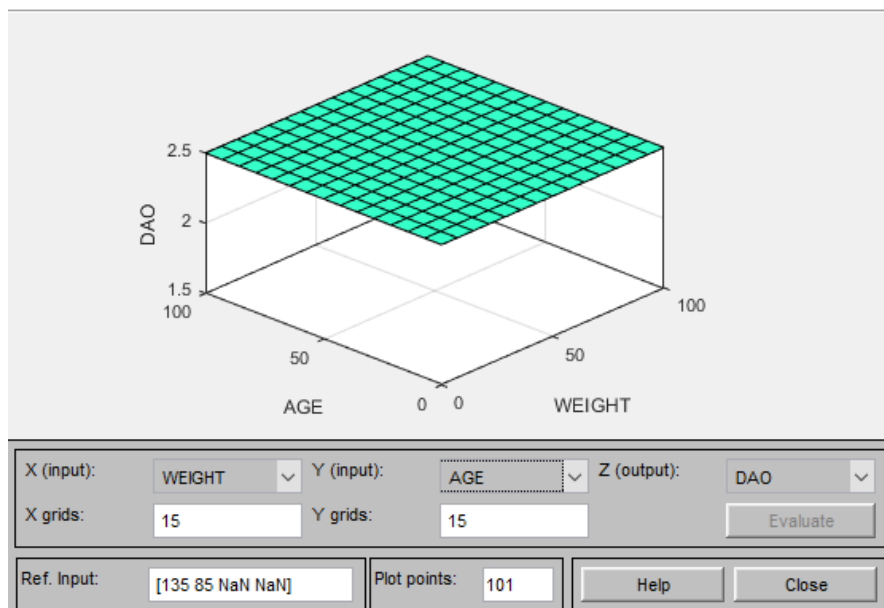 2.5
DAO
2
1.5
100
100
50
50
AGE
0
0
WEIGHT
X (input):
WEIGHT
Y (input):
AGE
Z (output):
DAO
X grids:
15
Y grids:
15
Evaluate
Ref. Input:
[135 85 NaN NaN]
Plot points:
101
Help
Close